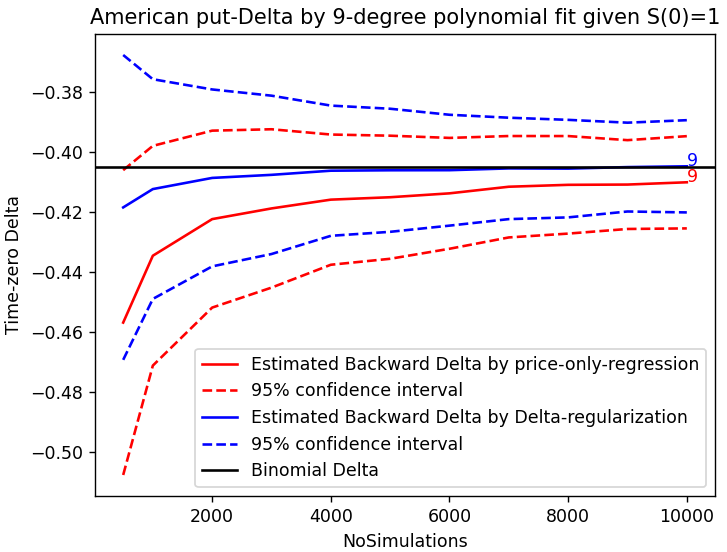 American put-Delta by 9-degree polynomial fit given S(0)=1
−0.38
−0.40
−0.42
−0.44
−0.46
−0.48
−0.50
Time-zero Delta
9
9
Estimated Backward Delta by price-only-regression
95% confidence interval
Estimated Backward Delta by Delta-regularization
95% confidence interval
Binomial Delta
2000 4000 6000 8000 10000
NoSimulations